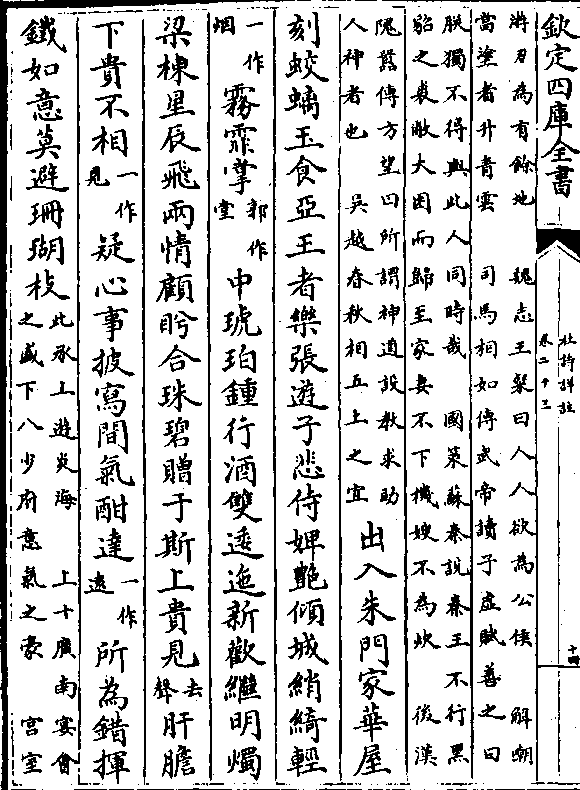 欽定四庫全書
杜詩詳註
卷二十三
十四
游刃為有餘地 魏志王粲曰人人欲為公侯 解嘲
當塗者升青雲 司馬相如傳武帝讀子虛賦善之曰
朕獨不得與此人同時哉 國策蘇秦說秦王不行黑
貂之裘敝大困而歸至家妻不下機嫂不為炊 後漢
隗囂傳方望曰所謂神道設教求助
人神者也 吳越春秋相五土之宜
出入朱門家華屋
刻蛟螭玉食亞王者樂張遊子悲侍婢艷傾城綃綺輕
一作烟霧霏掌郭作室中琥珀鍾行酒雙逶迤新歡繼明燭
梁棟星辰飛兩情顧盻合珠碧贈于斯上貴見去聲肝膽
下貴不相一作見疑心事披寫間氣酣達一作遠所為錯揮
鐵如意莫避珊瑚枝
此承上遊炎海 上十廣南宴會
之盛下八少府意氣之豪 宮室